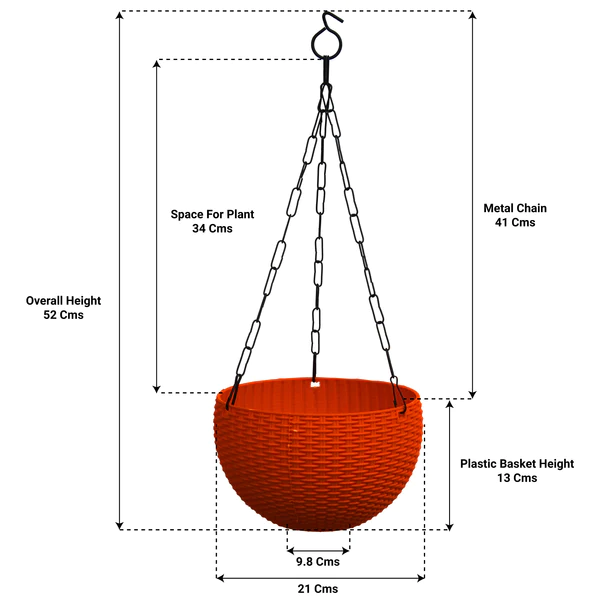 Space For Plant
34 Cms
Metal Chain
41 Cms
Overall Height
52 Cms
Plastic Basket Height
13 Cms
9.8 Cms
21 Cms